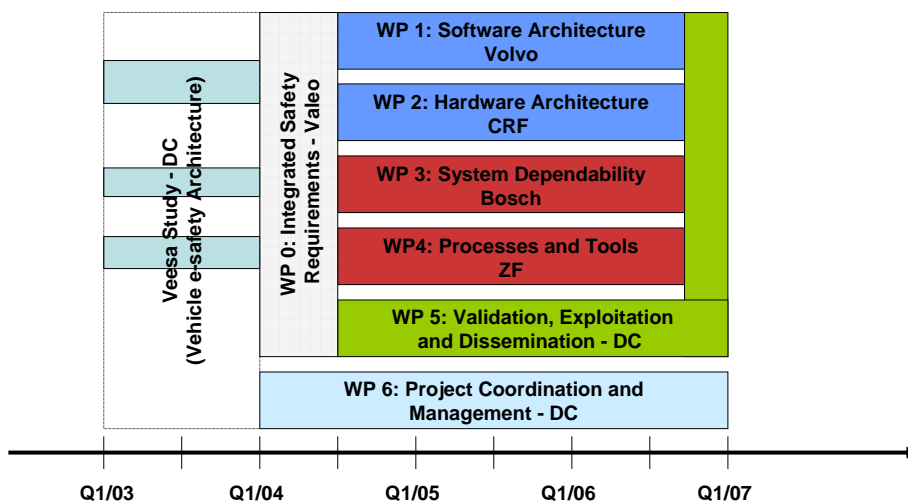 Veesa Study - DC
(Vehicle e-safety Architecture)
WP 0: Integrated Safety
Requirements - Valeo
WP 1: Software Architecture
Volvo
WP 2: Hardware Architecture
CRF
WP 3: System Dependability
Bosch
WP4: Processes and Tools
ZF
WP 5: Validation, Exploitation
and Dissemination - DC
WP 6: Project Coordination and
Management - DC
Q1/03
Q1/04
Q1/05
Q1/06
Q1/07